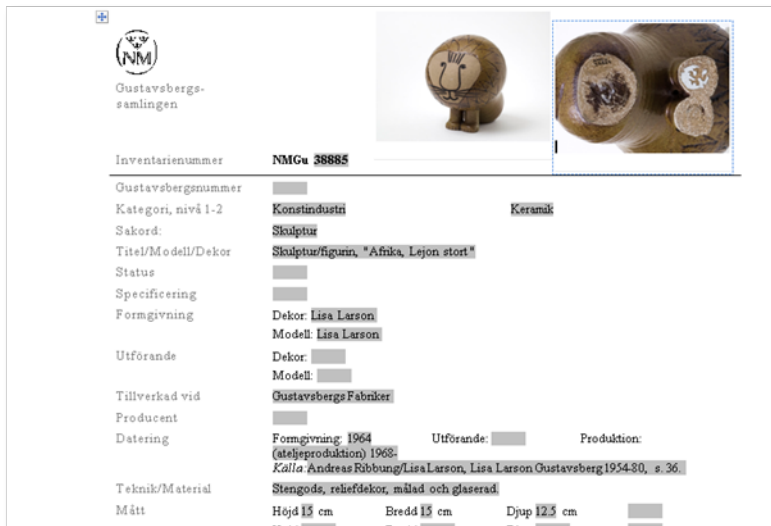 NM
Gustavsbergs-
samlingen
Inventarienummer NMGu 38885
Gustavsbergsnummer
Kategori, nivå 1-2 Konstindustri Keramik
Sakord: Skulptur
Titel/Modell/Dekor Skulptur/figurin, "Afrika, Lejon stort"
Status
Specificering
Formgivning Dekor: Lisa Larson
Modell: Lisa Larson
Utförande Dekor:
Modell:
Tillverkad vid Gustavsbergs Fabriker
Producent
Datering Formgivning: 1964 Utförande: Produktion:
(ateljeproduktion) 1968-
Källa: Andreas Ribbung/Lisa Larson, Lisa Larson Gustavsberg 1954-80, s. 36.
Teknik/Material Stengods, reliefdekor, målad och glaserad.
Mått Höjd 15 cm Bredd 15 cm Djup 12.5 cm